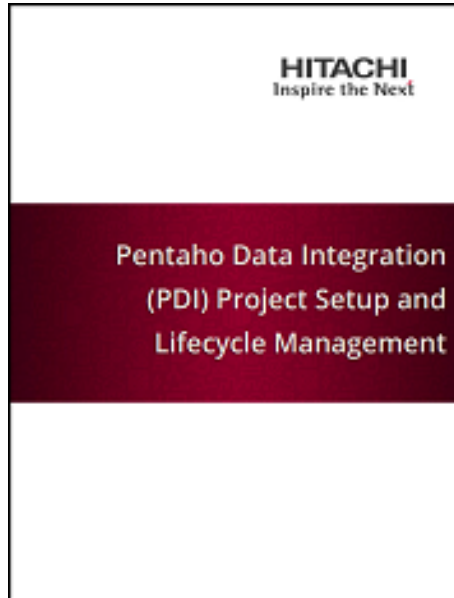 HITACHI
Inspire the Next
Pentaho Data Integration
(PDI) Project Setup and
Lifecycle Management